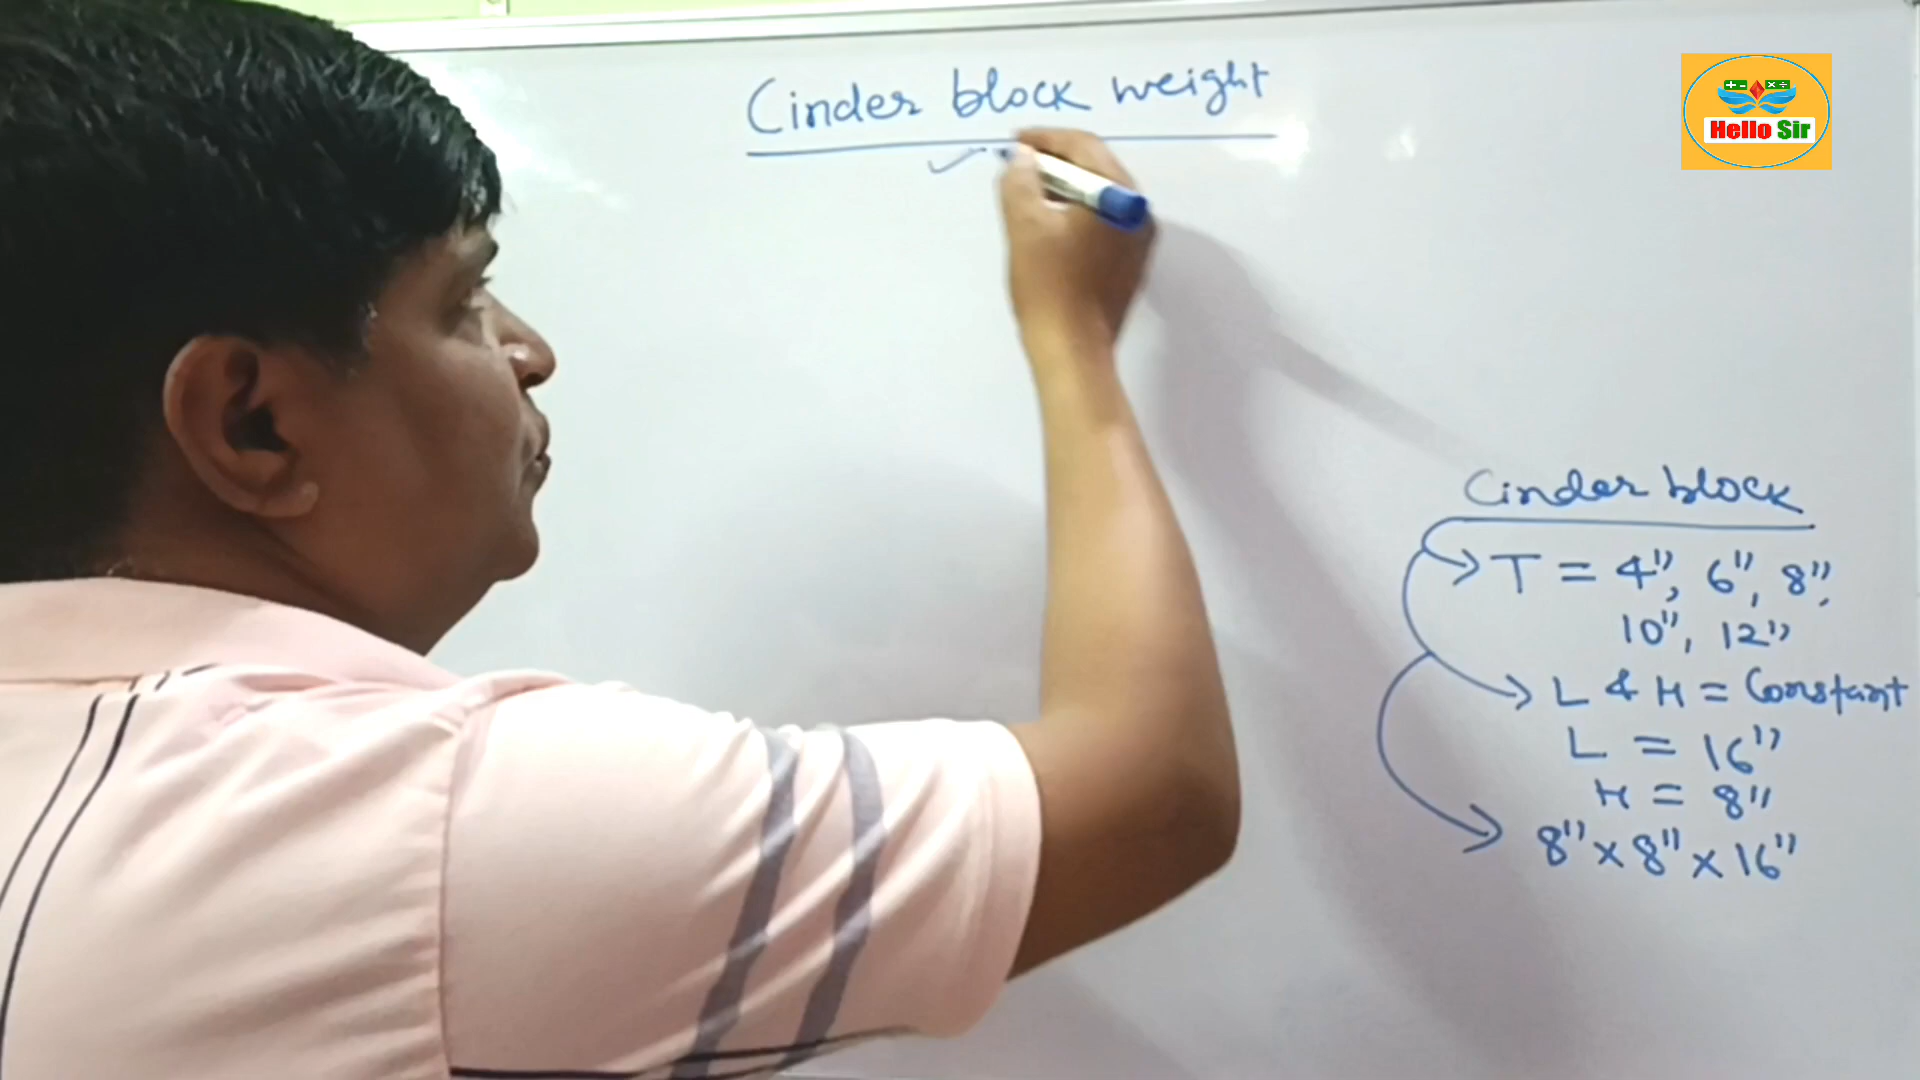 Cinder block weight
+ - × ÷
Hello Sir
Cinder block
T = 4", 6", 8",
10", 12"
L & H = Constant
L = 16"
H = 8"
8" × 8" × 16"